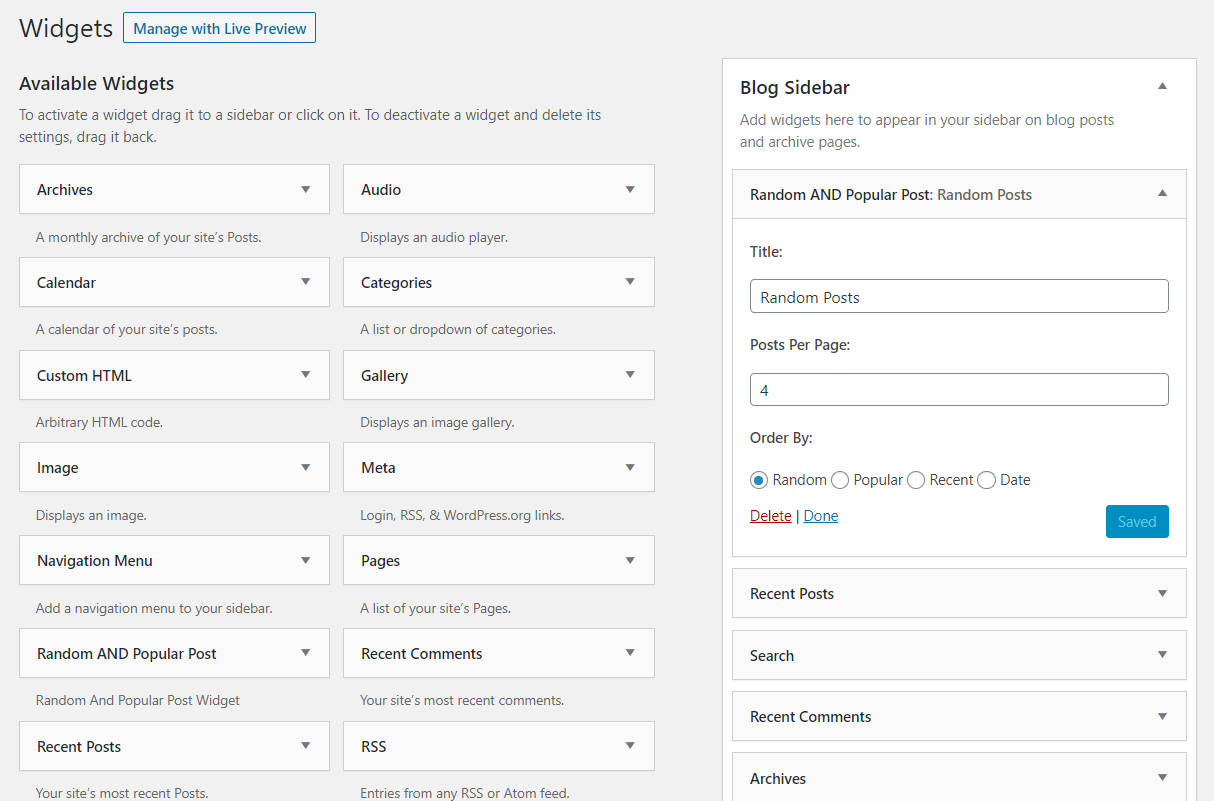 Widgets
Manage with Live Preview
Available Widgets
To activate a widget drag it to a sidebar or click on it. To deactivate a widget and delete its
settings, drag it back.
Archives
Audio
A monthly archive of your site's Posts.
Displays an audio player.
Calendar
Categories
A calendar of your site's posts.
A list or dropdown of categories.
Custom HTML
Gallery
Arbitrary HTML code.
Displays an image gallery.
Image
Meta
Displays an image.
Login, RSS, & WordPress.org links.
Navigation Menu
Pages
Add a navigation menu to your sidebar.
A list of your site's Pages.
Random AND Popular Post
Recent Comments
Random And Popular Post Widget
Your site's most recent comments.
Recent Posts
RSS
Your site's most recent Posts.
Entries from any RSS or Atom feed.
Blog Sidebar
Add widgets here to appear in your sidebar on blog posts
and archive pages.
Random AND Popular Post: Random Posts
Title:
Random Posts
Posts Per Page:
4
Order By:
Random Popular Recent Date
Delete | Done
Saved
Recent Posts
Search
Recent Comments
Archives